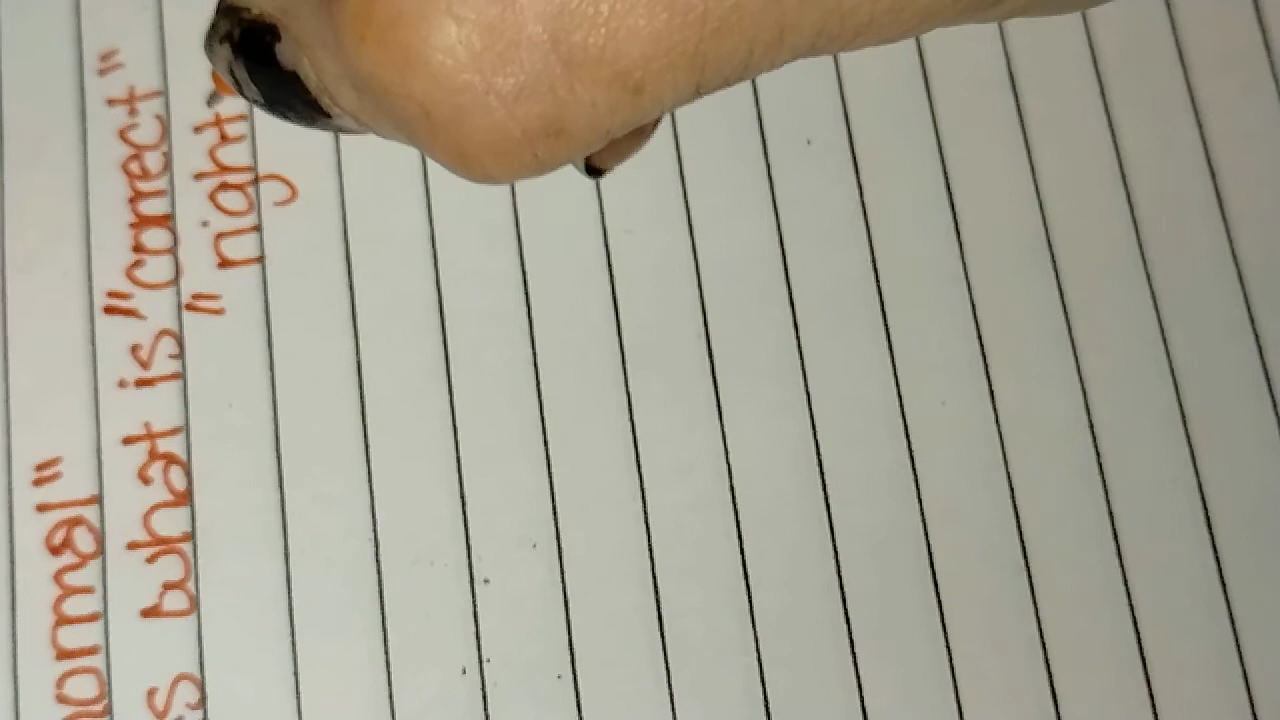 normal"
s what is "correct"
" right